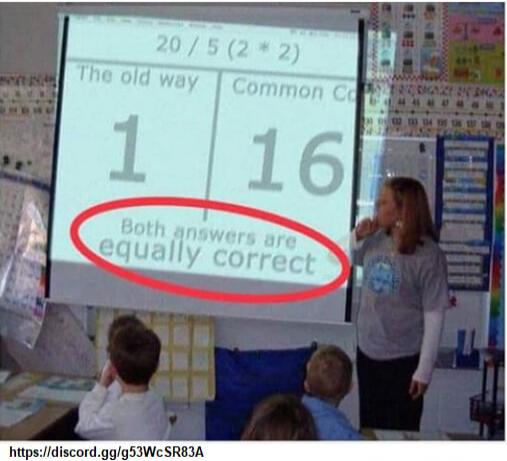 20 / 5 (2 * 2)
The old way
Common Co
1
16
Both answers are
equally correct
https://discord.gg/g53WcSR83A